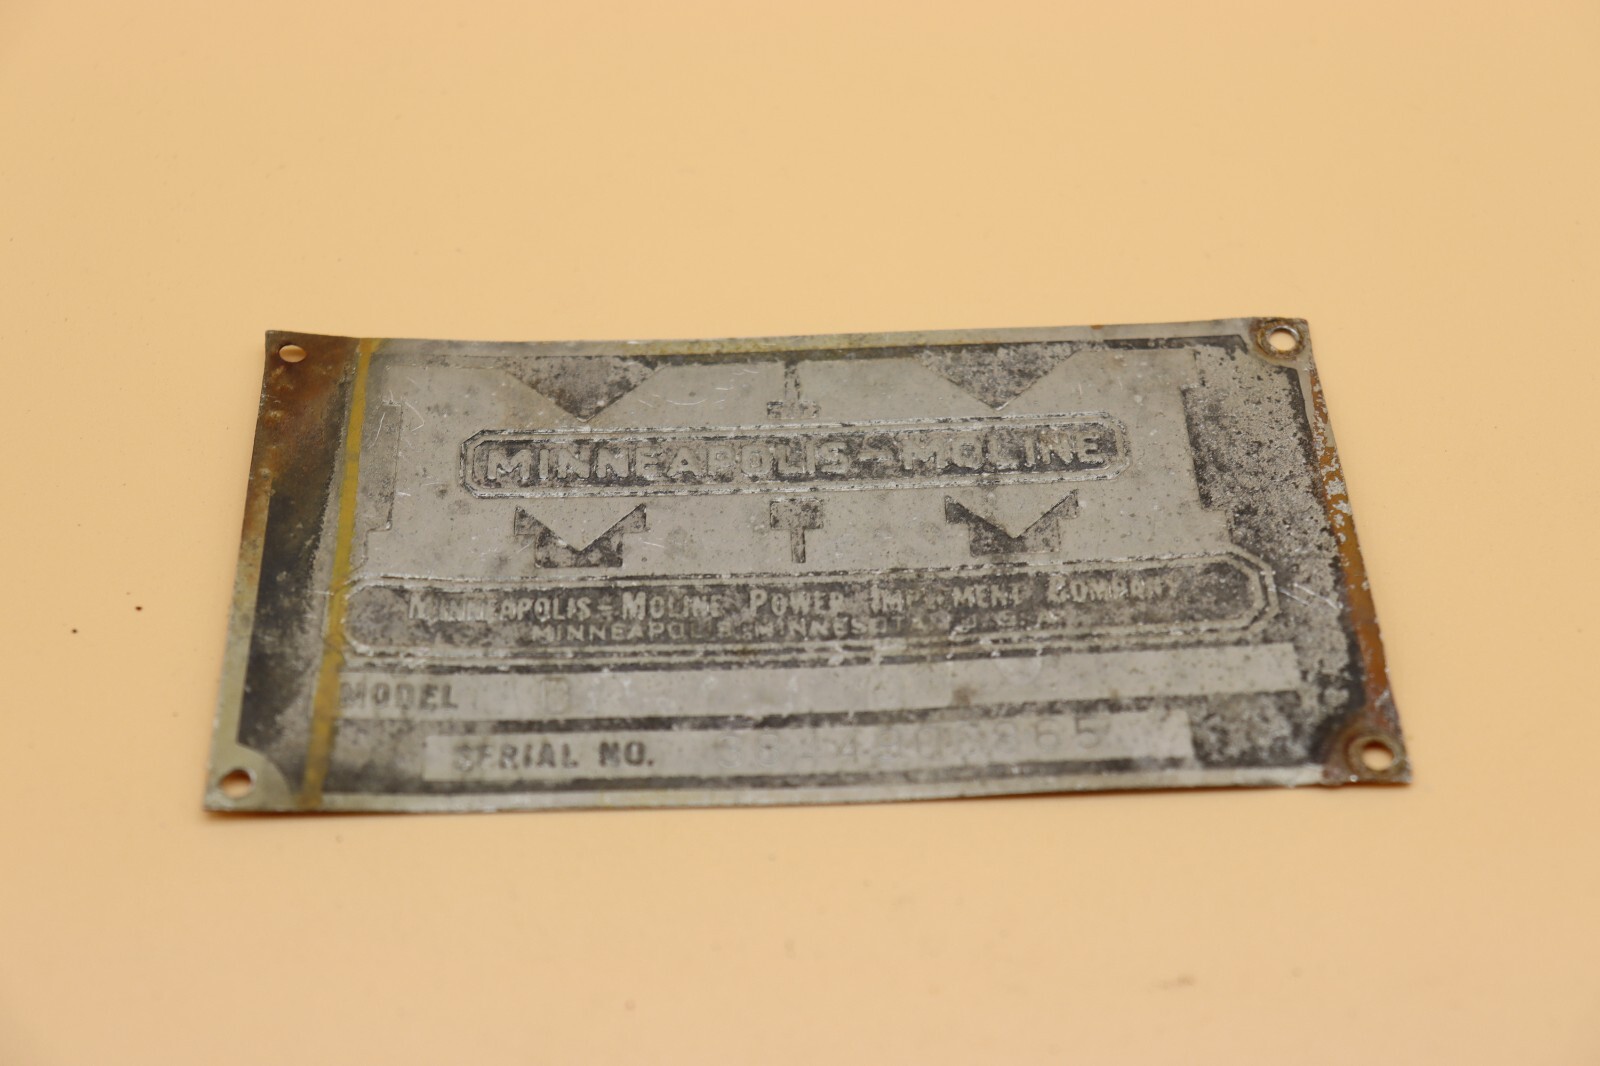 MINNEAPOLIS-MOLINE
MINNEAPOLIS-MOLINE POWER IMPLEMENT COMPANY
MINNEAPOLIS, MINNESOTA, U.S.A.
MODEL
SERIAL NO.